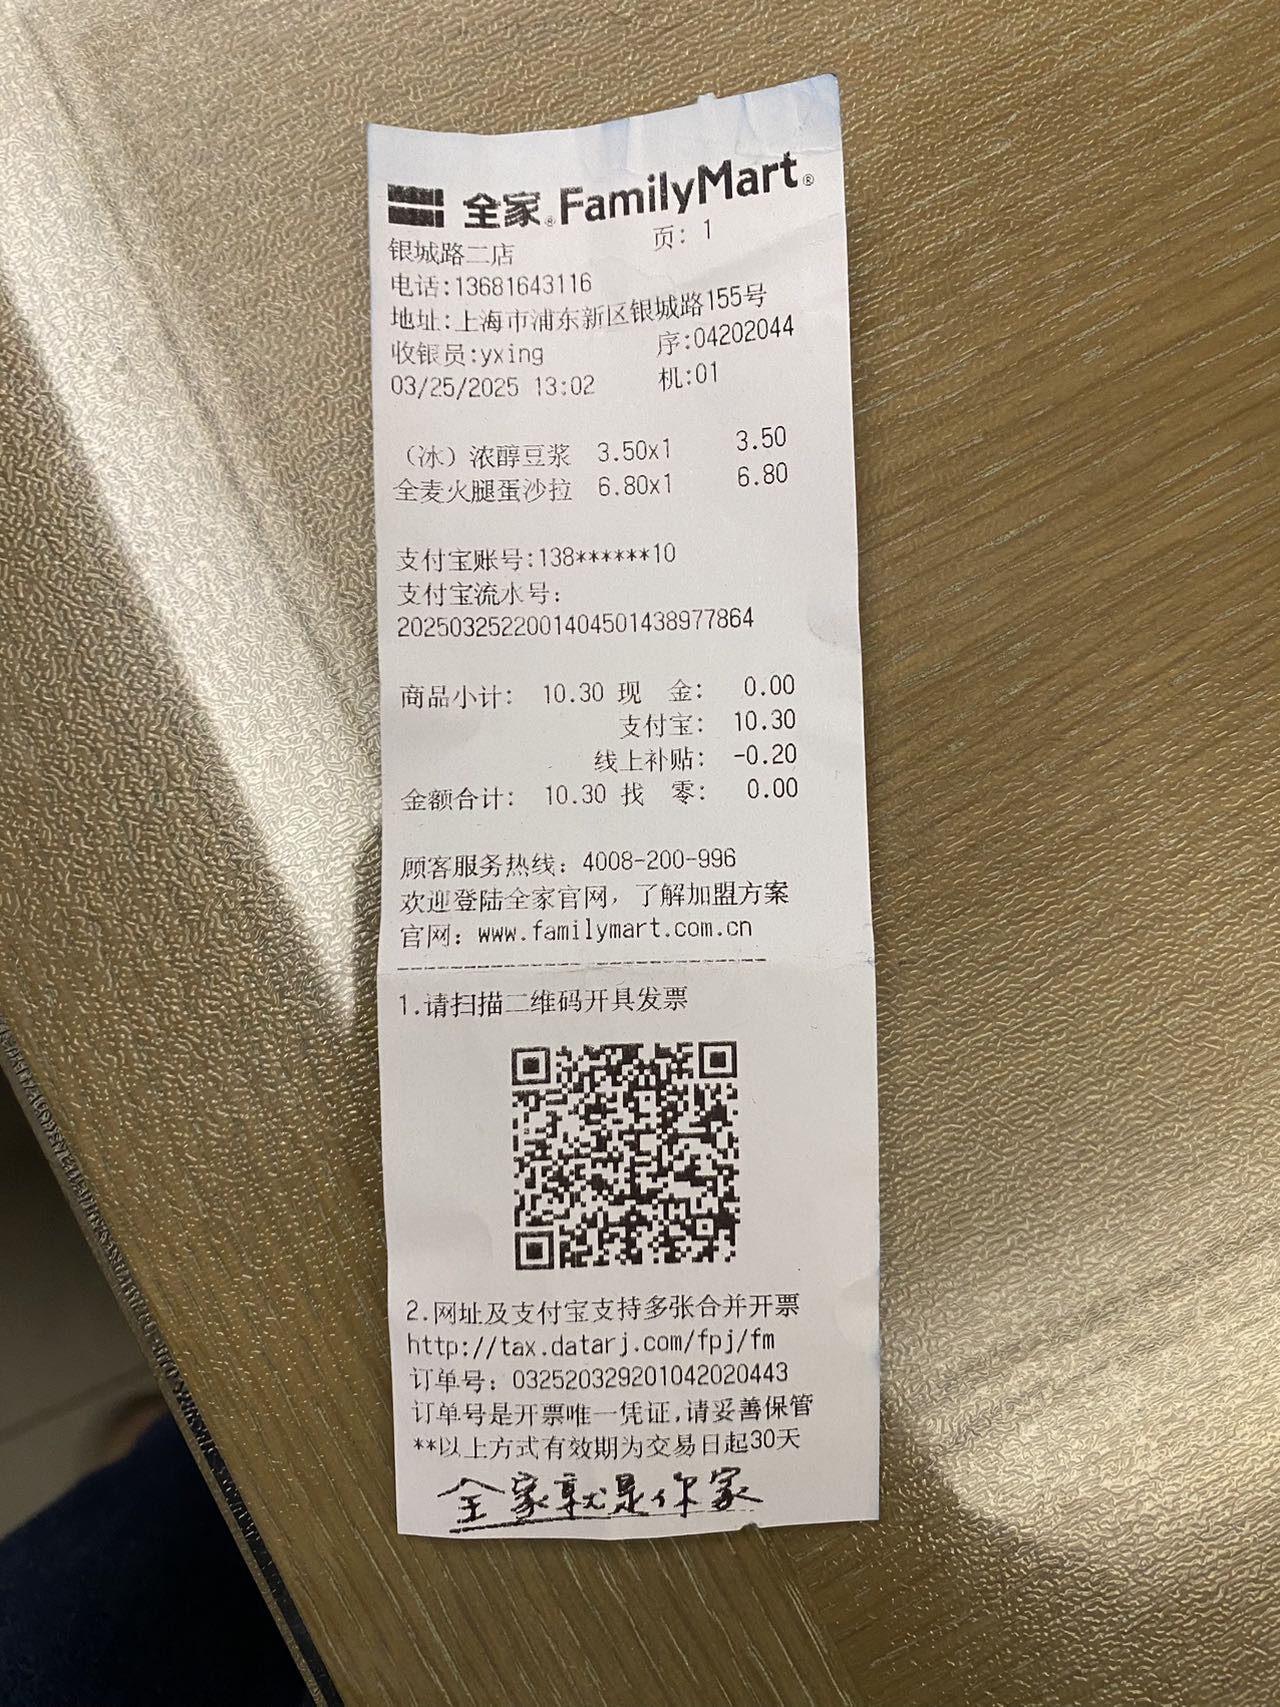 全家® FamilyMart®
银城路二店 页: 1
电话:13681643116
地址:上海市浦东新区银城路155号
收银员:yxing 序:04202044
03/25/2025 13:02 机:01
（冰）浓醇豆浆 3.50x1 3.50
全麦火腿蛋沙拉 6.80x1 6.80
支付宝账号:138******10
支付宝流水号:
2025032522001404501438977864
商品小计: 10.30 现 金: 0.00
支付宝: 10.30
线上补贴: -0.20
金额合计: 10.30 找 零: 0.00
顾客服务热线: 4008-200-996
欢迎登陆全家官网, 了解加盟方案
官网: www.familymart.com.cn
1.请扫描二维码开具发票
2.网址及支付宝支持多张合并开票
http://tax.datarj.com/fpj/fm
订单号: 032520329201042020443
订单号是开票唯一凭证,请妥善保管
**以上方式有效期为交易日起30天
全家就是你家